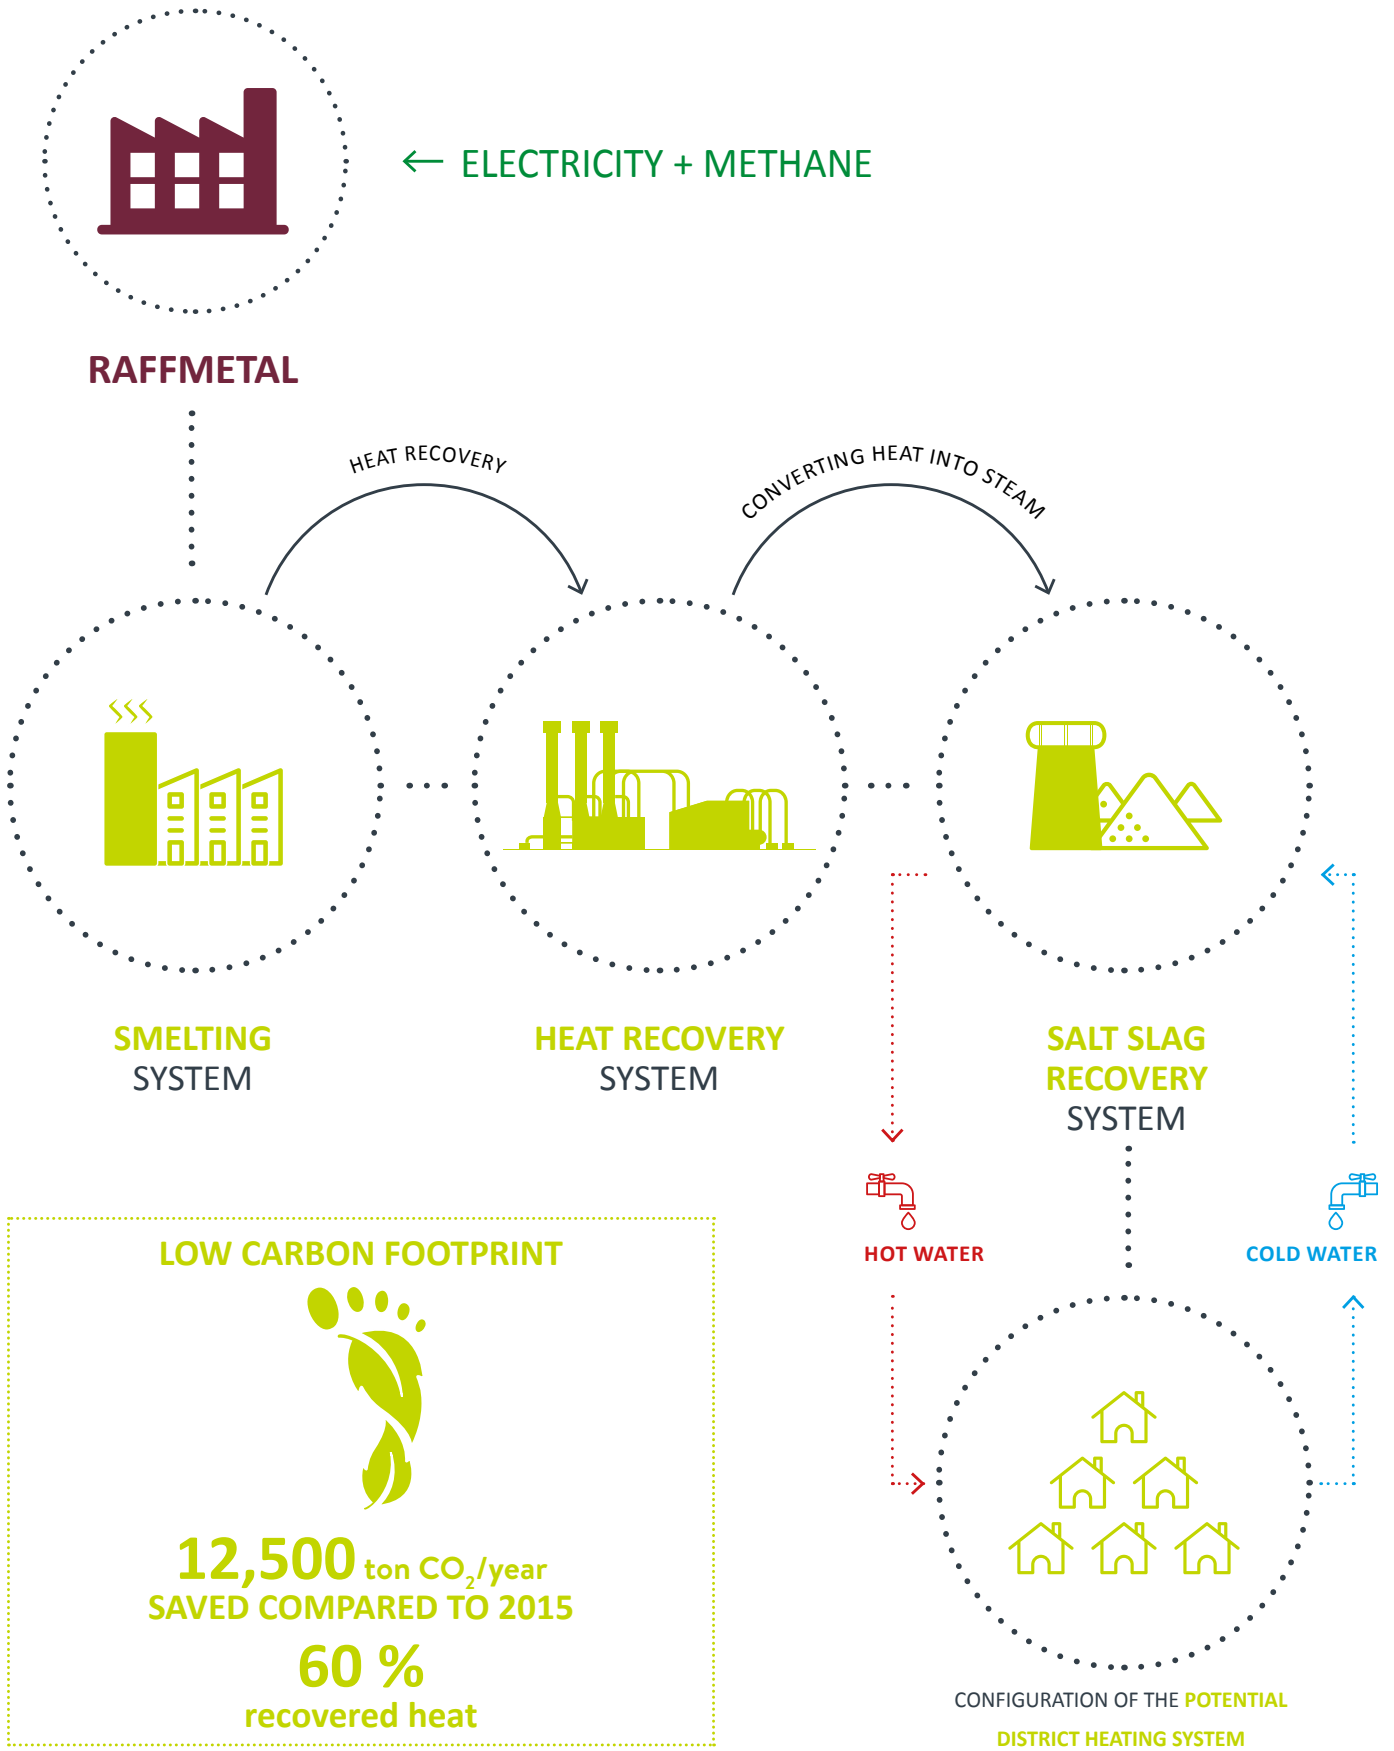 ← ELECTRICITY + METHANE
RAFFMETAL
HEAT RECOVERY
CONVERTING HEAT INTO STEAM
SMELTING
SYSTEM
HEAT RECOVERY
SYSTEM
SALT SLAG
RECOVERY
SYSTEM
HOT WATER
COLD WATER
LOW CARBON FOOTPRINT
12,500 ton CO₂/year
SAVED COMPARED TO 2015
60 %
recovered heat
CONFIGURATION OF THE POTENTIAL
DISTRICT HEATING SYSTEM